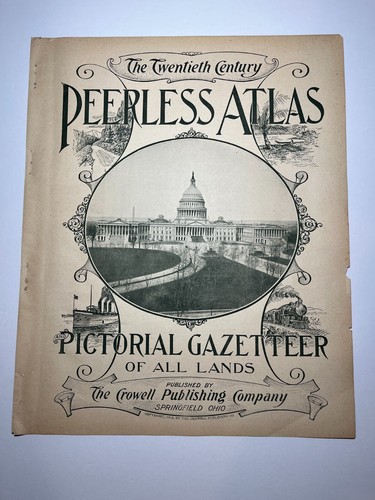 The Twentieth Century
PEERLESS ATLAS
PICTORIAL GAZETTEER
OF ALL LANDS
PUBLISHED BY
The Crowell Publishing Company
SPRINGFIELD OHIO